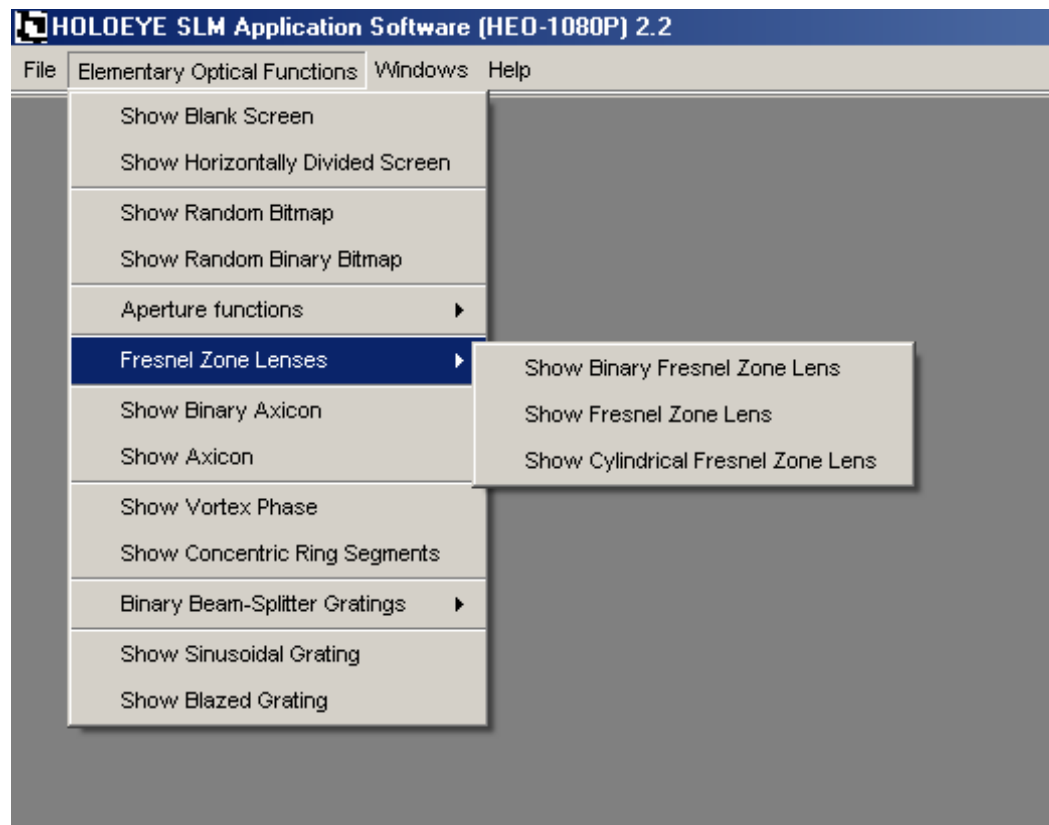 HOLOEYE SLM Application Software (HEO-1080P) 2.2
File Elementary Optical Functions Windows Help
Show Blank Screen
Show Horizontally Divided Screen
Show Random Bitmap
Show Random Binary Bitmap
Aperture functions
Fresnel Zone Lenses
Show Binary Fresnel Zone Lens
Show Fresnel Zone Lens
Show Cylindrical Fresnel Zone Lens
Show Binary Axicon
Show Axicon
Show Vortex Phase
Show Concentric Ring Segments
Binary Beam-Splitter Gratings
Show Sinusoidal Grating
Show Blazed Grating